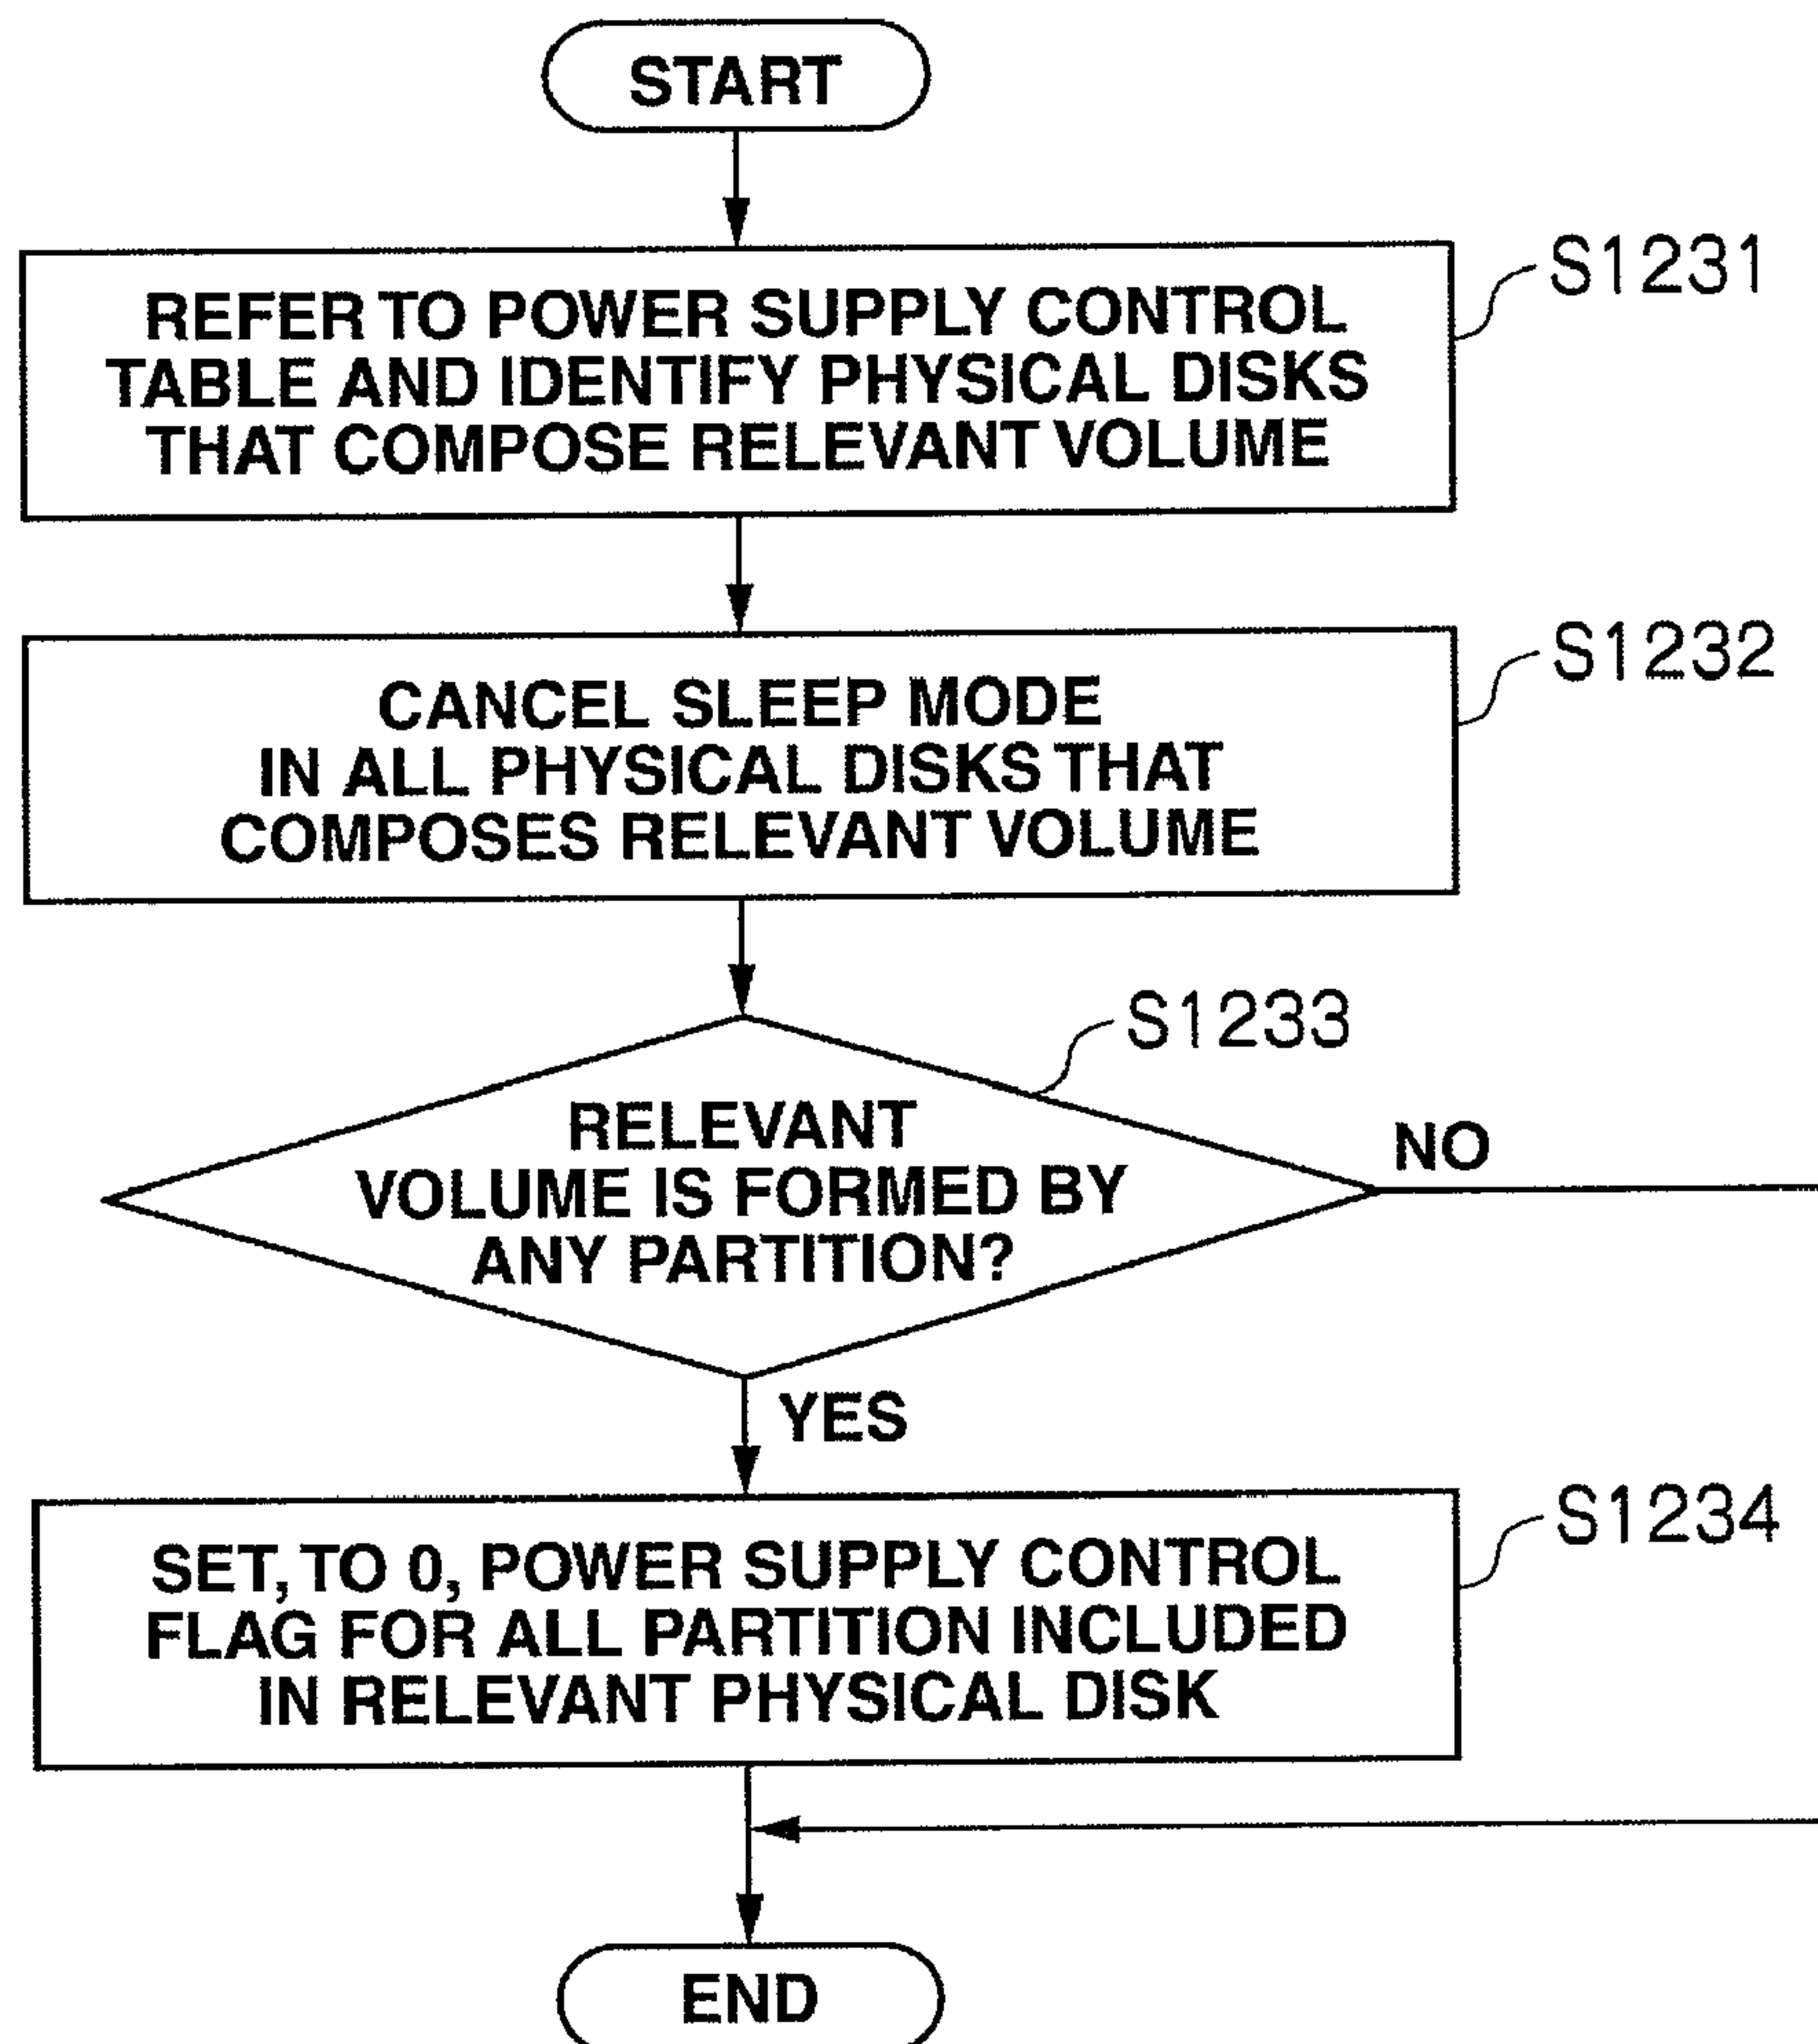 START
S1231
REFER TO POWER SUPPLY CONTROL
TABLE AND IDENTIFY PHYSICAL DISKS
THAT COMPOSE RELEVANT VOLUME
S1232
CANCEL SLEEP MODE
IN ALL PHYSICAL DISKS THAT
COMPOSES RELEVANT VOLUME
S1233
RELEVANT
VOLUME IS FORMED BY
ANY PARTITION?
NO
YES
S1234
SET, TO 0, POWER SUPPLY CONTROL
FLAG FOR ALL PARTITION INCLUDED
IN RELEVANT PHYSICAL DISK
END